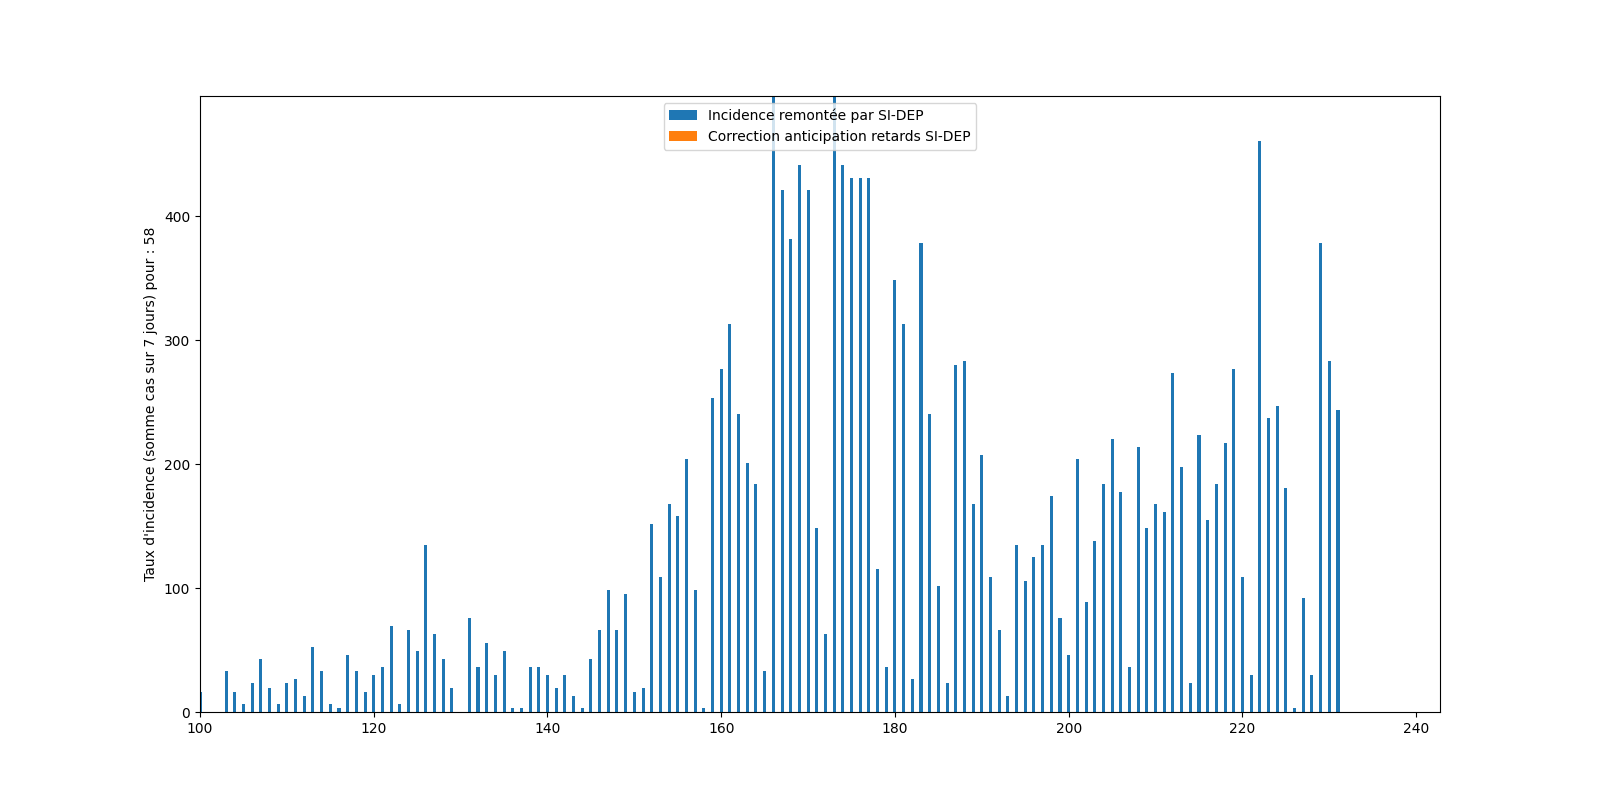 Incidence remontée par SI-DEP
Correction anticipation retards SI-DEP
Taux d'incidence (somme cas sur 7 jours) pour : 58
400
300
200
100
0
100 120 140 160 180 200 220 240